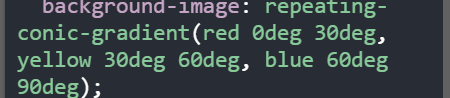 background-image: repeating-
conic-gradient(red 0deg 30deg,
yellow 30deg 60deg, blue 60deg
90deg);